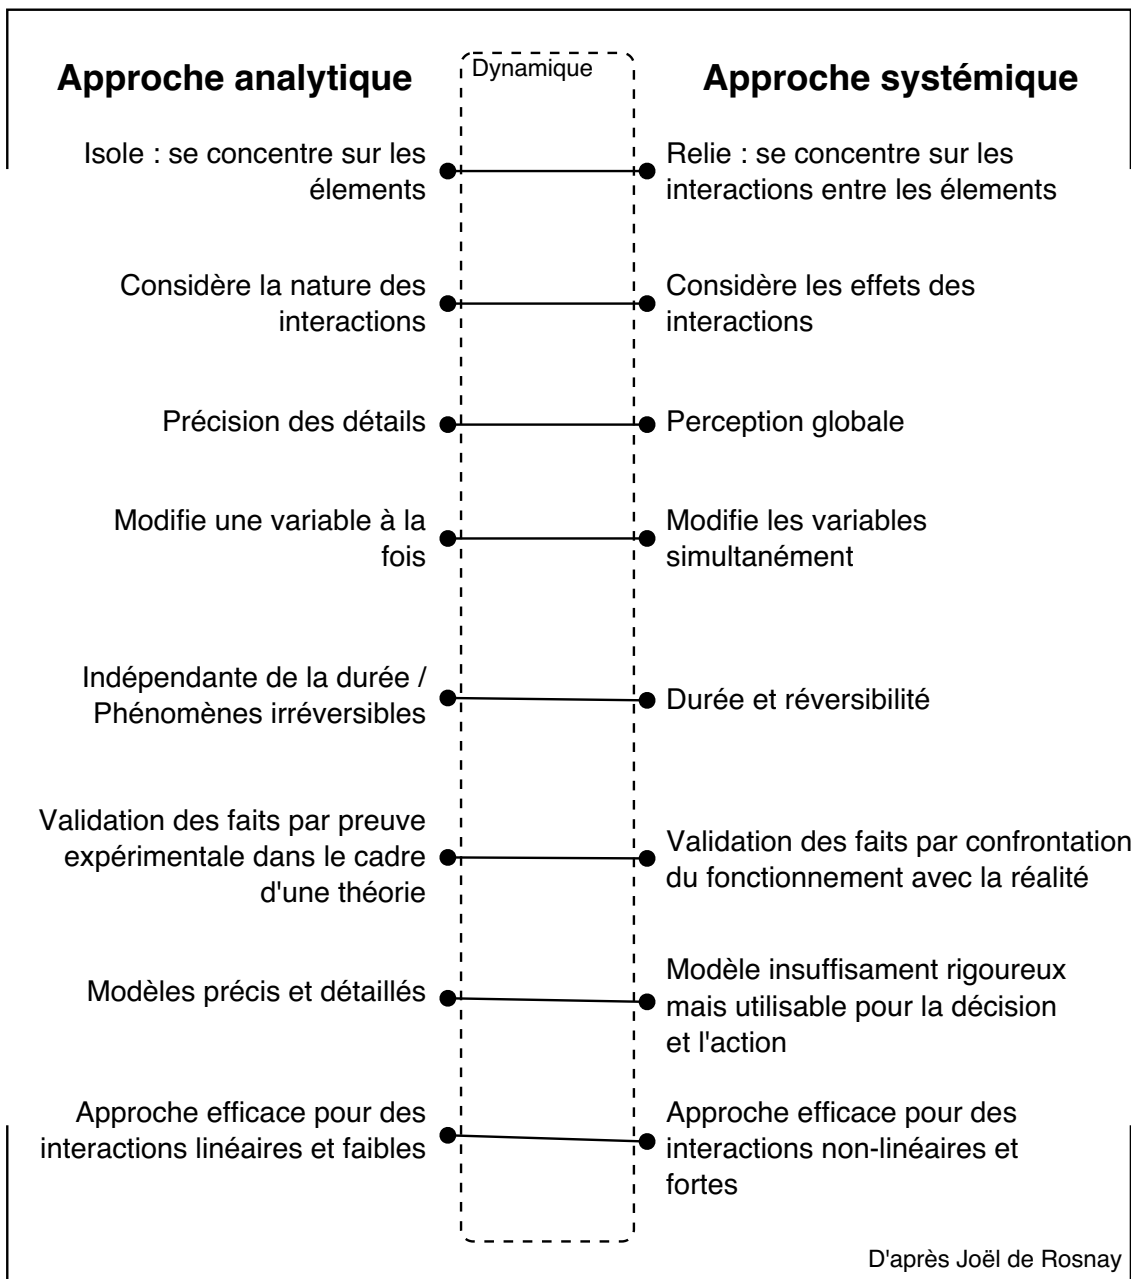 Approche analytique
Dynamique
Approche systémique
Isole : se concentre sur les
élements
Relie : se concentre sur les
interactions entre les élements
Considère la nature des
interactions
Considère les effets des
interactions
Précision des détails
Perception globale
Modifie une variable à la
fois
Modifie les variables
simultanément
Indépendante de la durée /
Phénomènes irréversibles
Durée et réversibilité
Validation des faits par preuve
expérimentale dans le cadre
d'une théorie
Validation des faits par confrontation
du fonctionnement avec la réalité
Modèles précis et détaillés
Modèle insuffisament rigoureux
mais utilisable pour la décision
et l'action
Approche efficace pour des
interactions linéaires et faibles
Approche efficace pour des
interactions non-linéaires et
fortes
D'après Joël de Rosnay